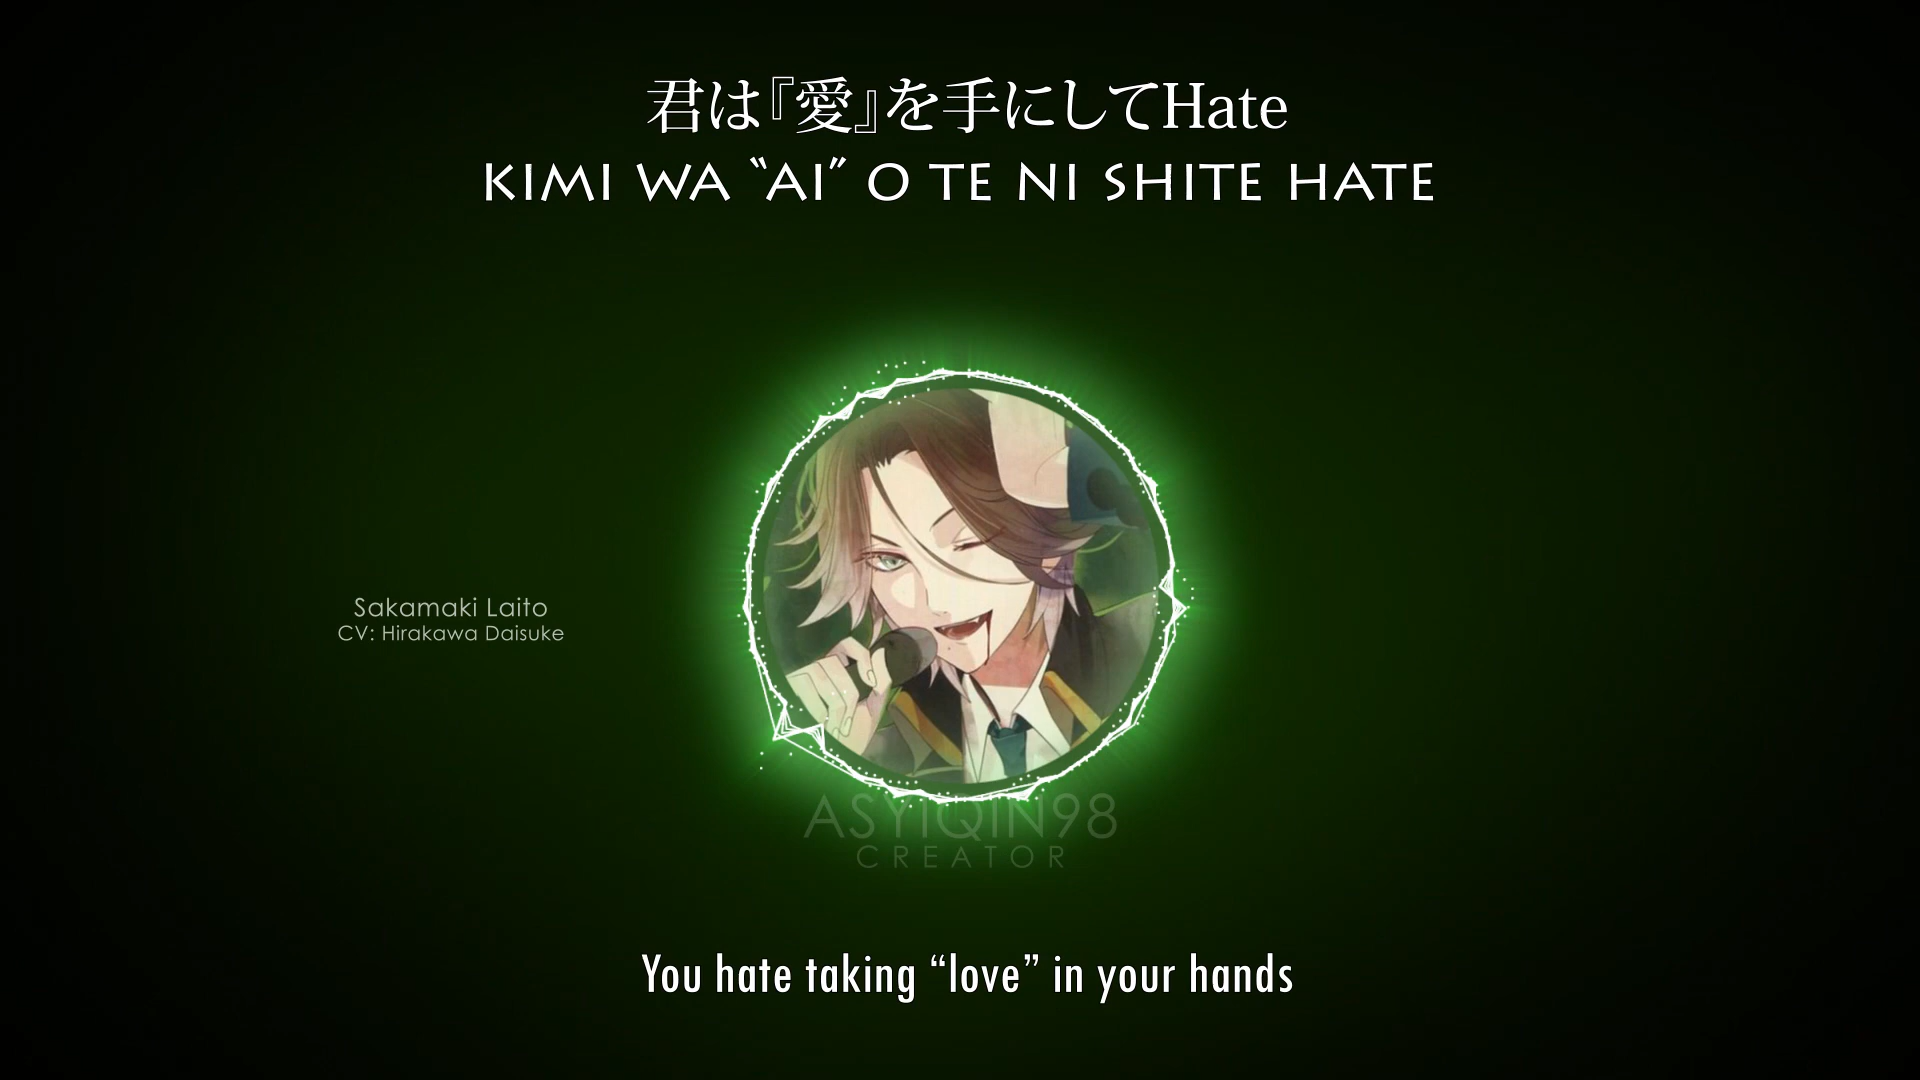 君は『愛』を手にしてHate
KIMI WA “AI” O TE NI SHITE HATE
Sakamaki Laito
CV: Hirakawa Daisuke
ASYIQIN98
CREATOR
You hate taking “love” in your hands